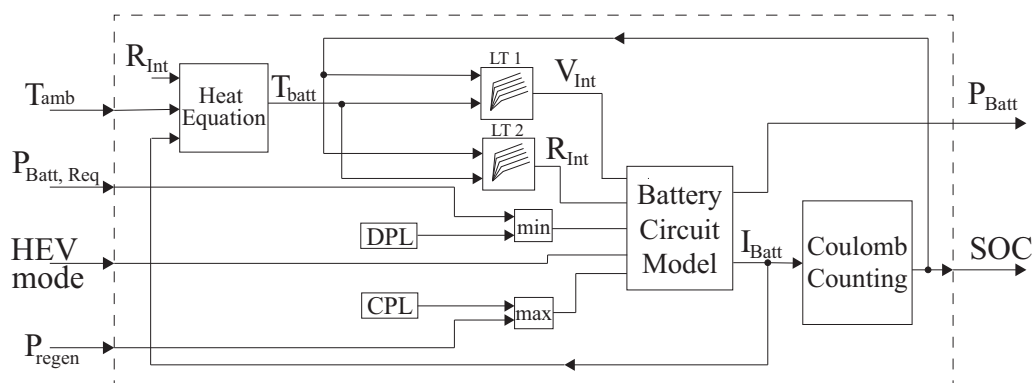 R_Int
T_amb
Heat
Equation
T_batt
LT 1
V_Int
LT 2
R_Int
P_Batt
P_Batt, Req
min
DPL
Battery
Circuit
Model
I_Batt
Coulomb
Counting
SOC
HEV
mode
CPL
max
P_regen